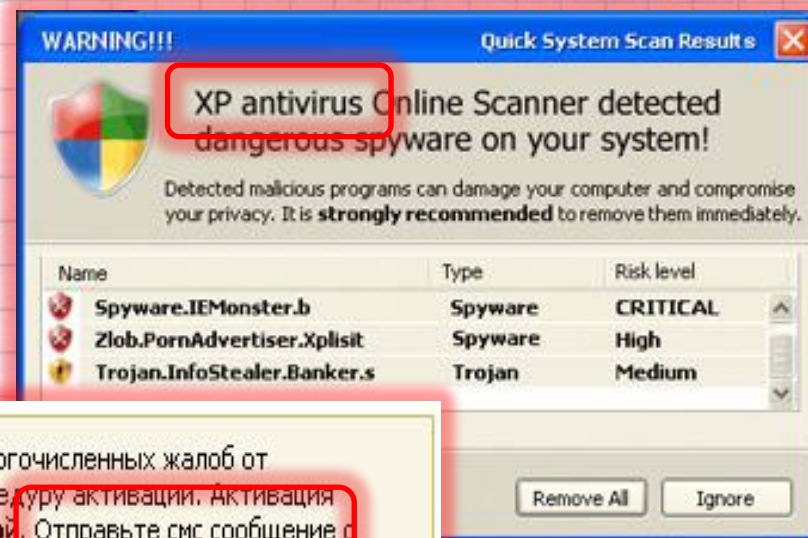 WARNING!!! Quick System Scan Results
XP antivirus Online Scanner detected
dangerous spyware on your system!
Detected malicious programs can damage your computer and compromise
your privacy. It is strongly recommended to remove them immediately.
Name Type Risk level
Spyware.IEMonster.b Spyware CRITICAL
Zlob.PornAdvertiser.Xplisit Spyware High
Trojan.InfoStealer.Banker.s Trojan Medium
Remove All Ignore
жалоб от
активации. Активация
Отправьте смс сообщение с